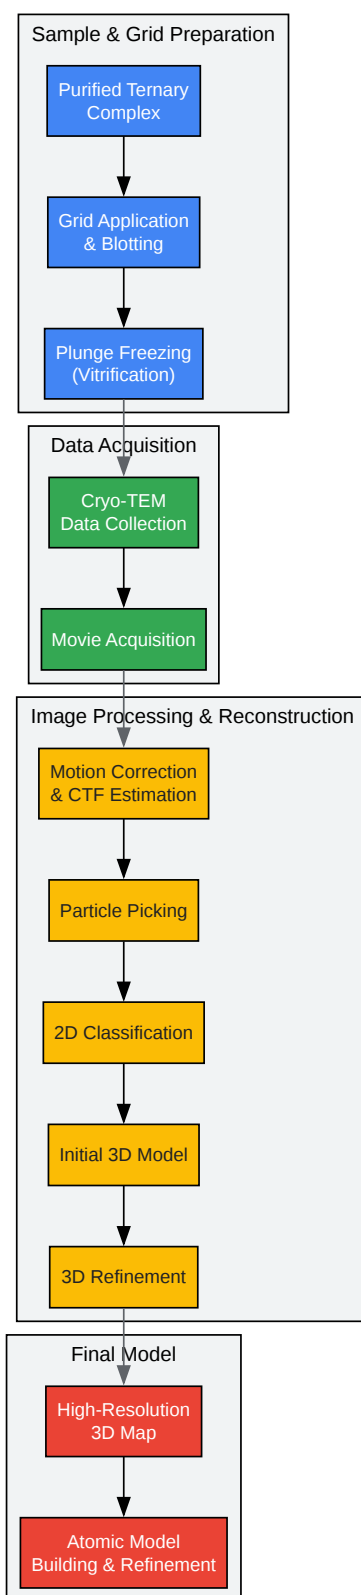 Sample & Grid Preparation
Purified Ternary
Complex
Grid Application
& Blotting
Plunge Freezing
(Vitrification)
Data Acquisition
Cryo-TEM
Data Collection
Movie Acquisition
Image Processing & Reconstruction
Motion Correction
& CTF Estimation
Particle Picking
2D Classification
Initial 3D Model
3D Refinement
Final Model
High-Resolution
3D Map
Atomic Model
Building & Refinement